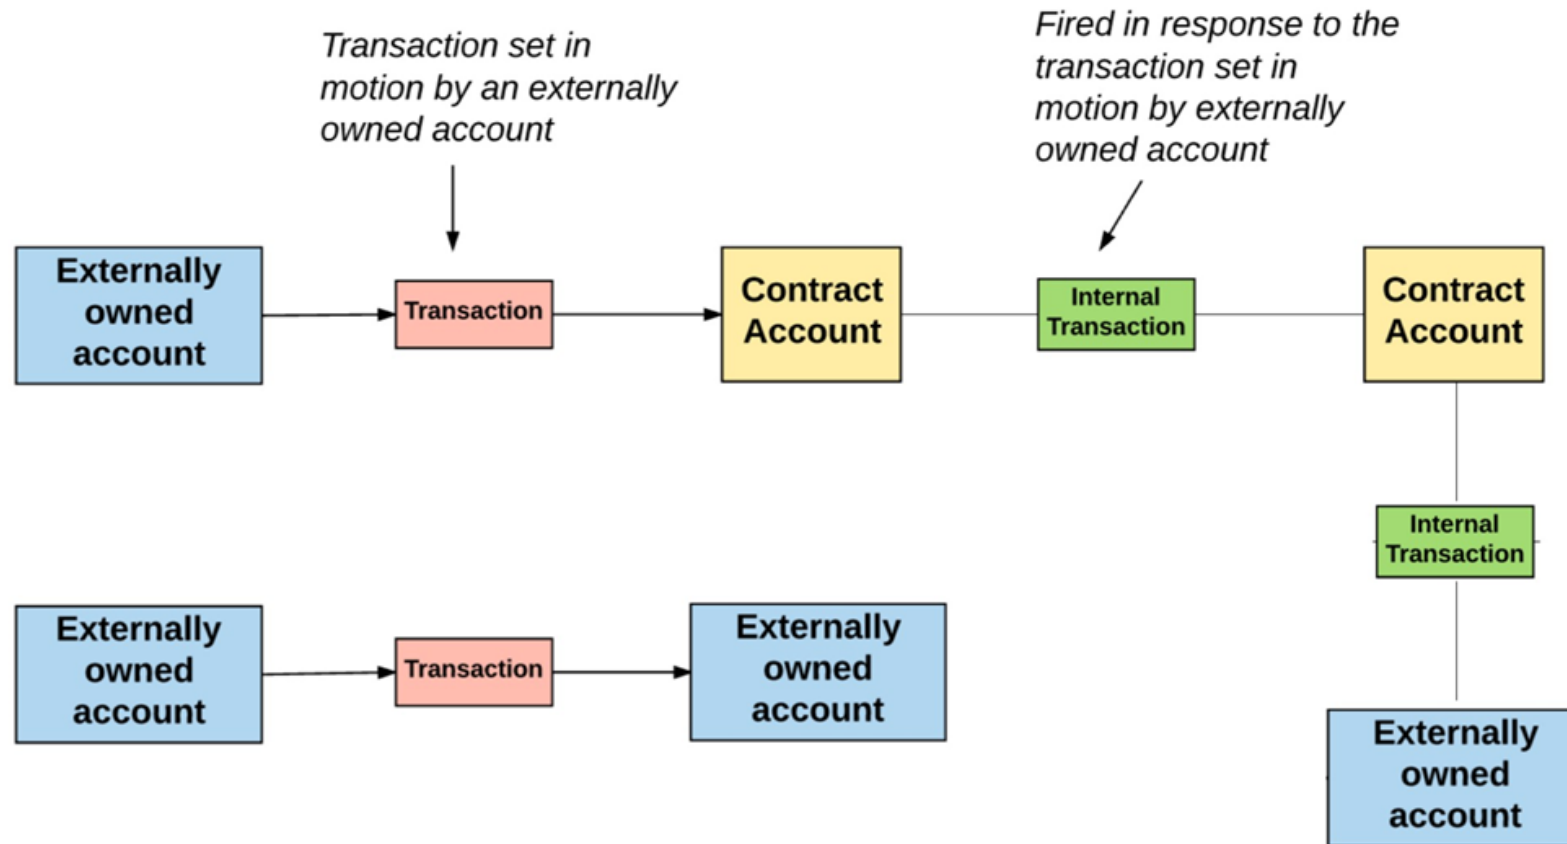 Transaction set in
motion by an externally
owned account
Fired in response to the
transaction set in
motion by externally
owned account
Externally
owned
account
Transaction
Contract
Account
Internal
Transaction
Contract
Account
Internal
Transaction
Externally
owned
account
Transaction
Externally
owned
account
Externally
owned
account